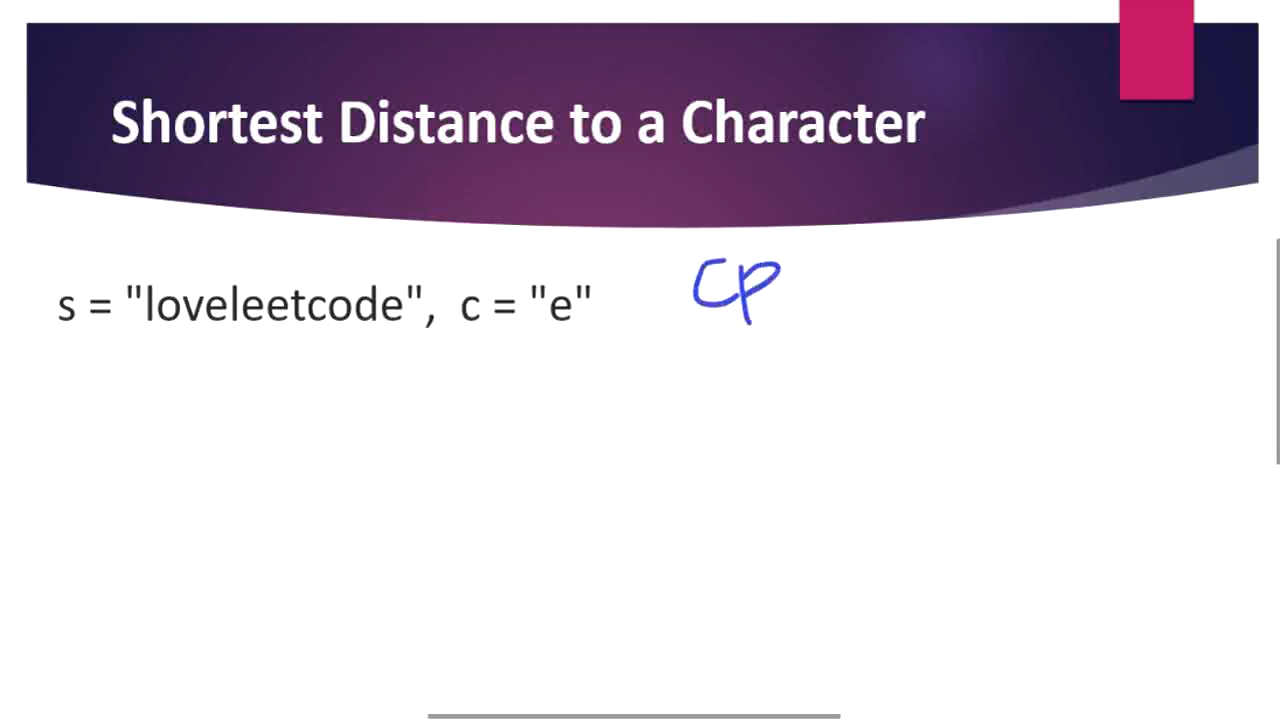 Shortest Distance to a Character
s = "loveleetcode", c = "e"
cp